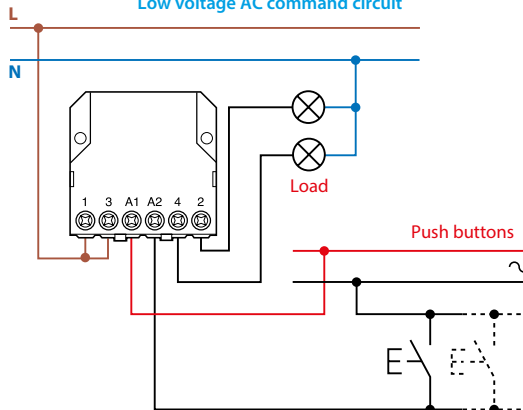 Low voltage AC command circuit
L
N
1 3 A1 A2 4 2
Load
Push buttons